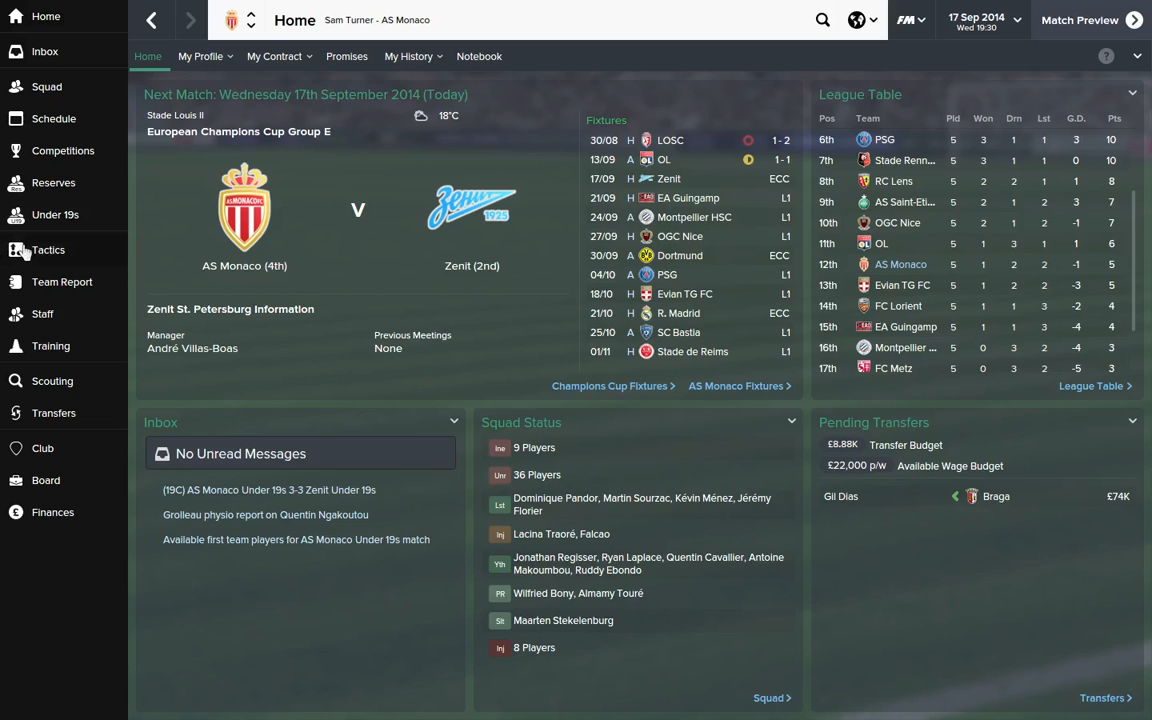 Home
Inbox
Squad
Schedule
Competitions
Reserves
Under 19s
Tactics
Team Report
Staff
Training
Scouting
Transfers
Club
Board
Finances
Home Sam Turner - AS Monaco
FM
17 Sep 2014
Wed 19:30
Match Preview
Home My Profile My Contract Promises My History Notebook
?
Next Match: Wednesday 17th September 2014 (Today)
Stade Louis II
18°C
European Champions Cup Group E
AS MONACO FC
V
Зенит 1925
AS Monaco (4th)
Zenit (2nd)
Zenit St. Petersburg Information
Manager Previous Meetings
André Villas-Boas None
Fixtures
30/08 H LOSC 1 - 2
13/09 A OL 1 - 1
17/09 H Zenit ECC
21/09 H EA Guingamp L1
24/09 A Montpellier HSC L1
27/09 H OGC Nice L1
30/09 A Dortmund ECC
04/10 A PSG L1
18/10 H Evian TG FC L1
21/10 H R. Madrid ECC
25/10 A SC Bastia L1
01/11 H Stade de Reims L1
Champions Cup Fixtures AS Monaco Fixtures
League Table
Pos Team Pld Won Drn Lst G.D. Pts
6th PSG 5 3 1 1 3 10
7th Stade Renn... 5 3 1 1 0 10
8th RC Lens 5 2 2 1 1 8
9th AS Saint-Eti... 5 2 1 2 3 7
10th OGC Nice 5 2 1 2 -1 7
11th OL 5 1 3 1 1 6
12th AS Monaco 5 1 2 2 -1 5
13th Evian TG FC 5 1 2 2 -3 5
14th FC Lorient 5 1 1 3 -2 4
15th EA Guingamp 5 1 1 3 -4 4
16th Montpellier ... 5 0 3 2 -4 3
17th FC Metz 5 0 3 2 -5 3
League Table
Inbox
No Unread Messages
(19C) AS Monaco Under 19s 3-3 Zenit Under 19s
Grolleau physio report on Quentin Ngakoutou
Available first team players for AS Monaco Under 19s match
Squad Status
Ine 9 Players
Unr 36 Players
Lst Dominique Pandor, Martin Sourzac, Kévin Ménez, Jérémy
Florier
Inj Lacina Traoré, Falcao
Yth Jonathan Regisser, Ryan Laplace, Quentin Cavallier, Antoine
Makoumbou, Ruddy Ebondo
PR Wilfried Bony, Almamy Touré
Slt Maarten Stekelenburg
Inj 8 Players
Squad
Pending Transfers
£8.88K Transfer Budget
£22,000 p/w Available Wage Budget
Gil Dias Braga £74K
Transfers